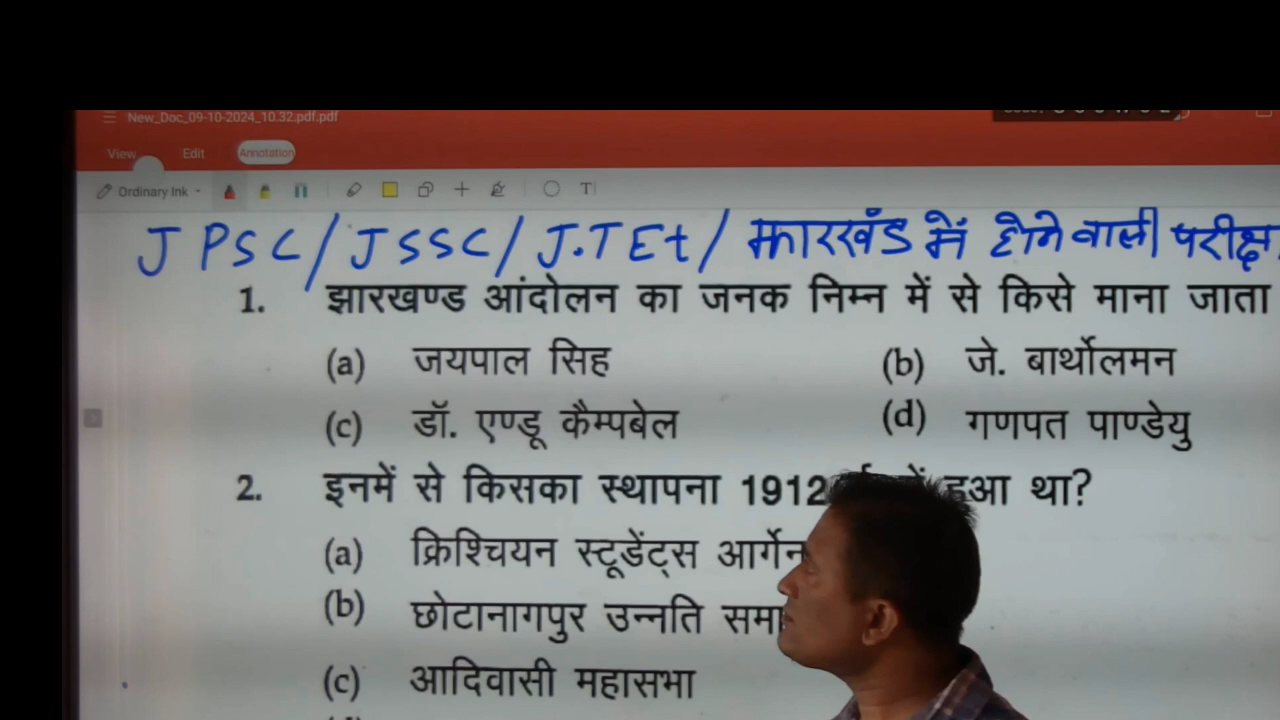 New_Doc_09-10-2024_10.32.pdf.pdf
View Edit Annotation
Ordinary Ink
JPSC/JSSC/J.TEt/झारखँड में होने वाली परीक्ष
1. झारखण्ड आंदोलन का जनक निम्न में से किसे माना जाता
(a) जयपाल सिह (b) जे. बार्थोलमन
(c) डॉ. एण्डू कैम्पबेल (d) गणपत पाण्डेयु
2. इनमें से किसका स्थापना 1912 में हुआ था?
(a) क्रिश्चियन स्टूडेंट्स आर्गेन
(b) छोटानागपुर उन्नति समा
(c) आदिवासी महासभा